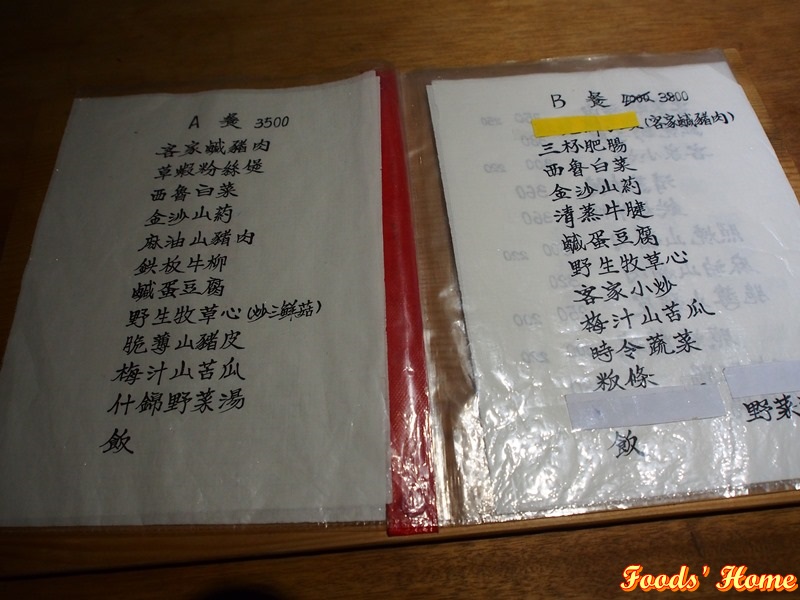 A 餐 3500
客家鹹豬肉
草蝦粉絲煲
西魯白菜
金沙山葯
麻油山豬肉
鉄板牛柳
鹹蛋豆腐
野生牧草心(炒三鮮菇)
脆薄山豬皮
梅汁山苦瓜
什錦野菜湯
飯
B 餐 3800
(客家鹹豬肉)
三杯肥腸
西魯白菜
金沙山葯
清蒸牛腱
鹹蛋豆腐
野生牧草心
客家小炒
梅汁山苦瓜
時令蔬菜
粄條
野菜
飯
Foods' Home